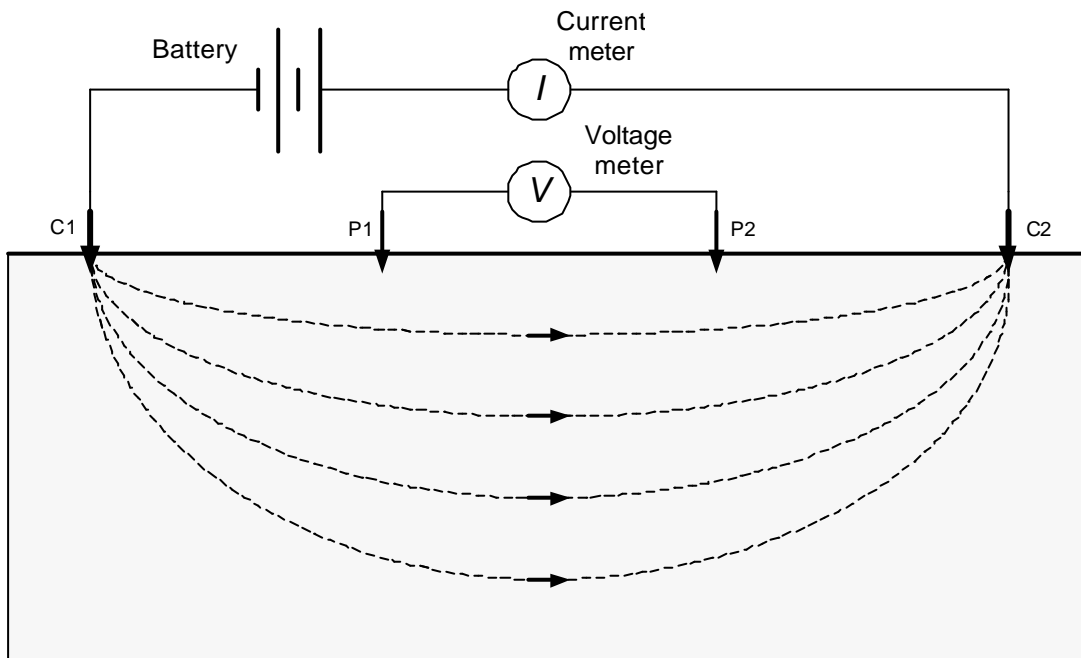 Current
meter
Battery
I
Voltage
meter
V
C1
P1
P2
C2